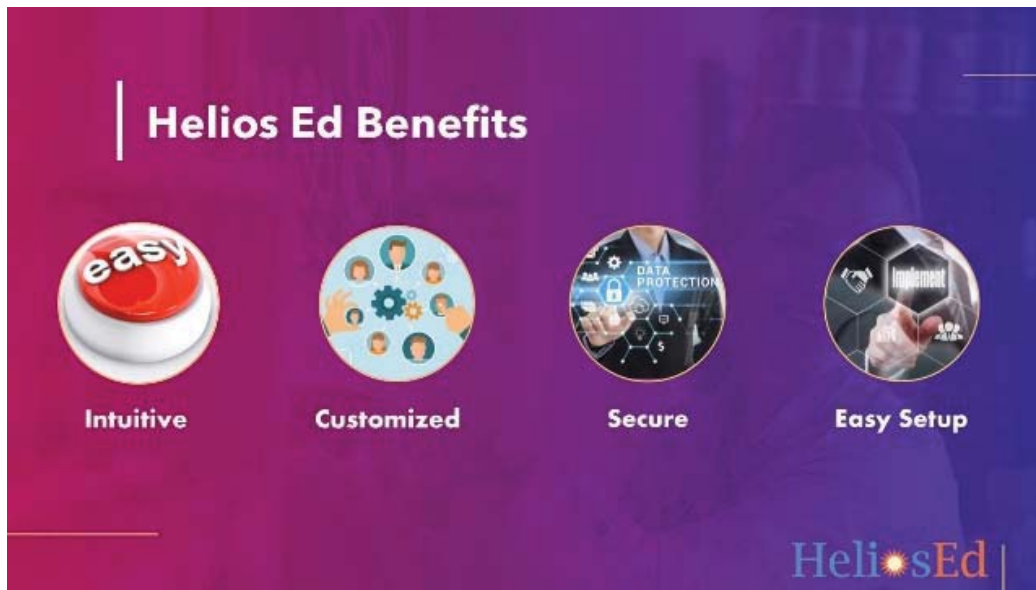 Helios Ed Benefits
easy
DATA
PROTECTION
$
Implement
Intuitive
Customized
Secure
Easy Setup
HeliosEd